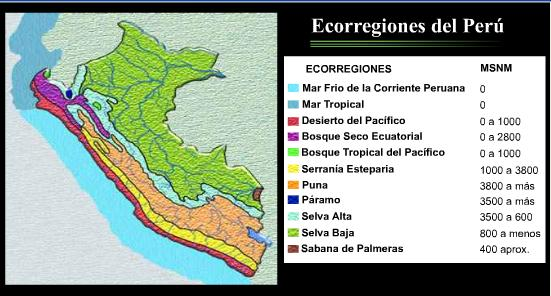 Ecorregiones del Perú
ECORREGIONES MSNM
Mar Frio de la Corriente Peruana 0
Mar Tropical 0
Desierto del Pacífico 0 a 1000
Bosque Seco Ecuatorial 0 a 2800
Bosque Tropical del Pacífico 0 a 1000
Serranía Esteparia 1000 a 3800
Puna 3800 a más
Páramo 3500 a más
Selva Alta 3500 a 600
Selva Baja 800 a menos
Sabana de Palmeras 400 aprox.